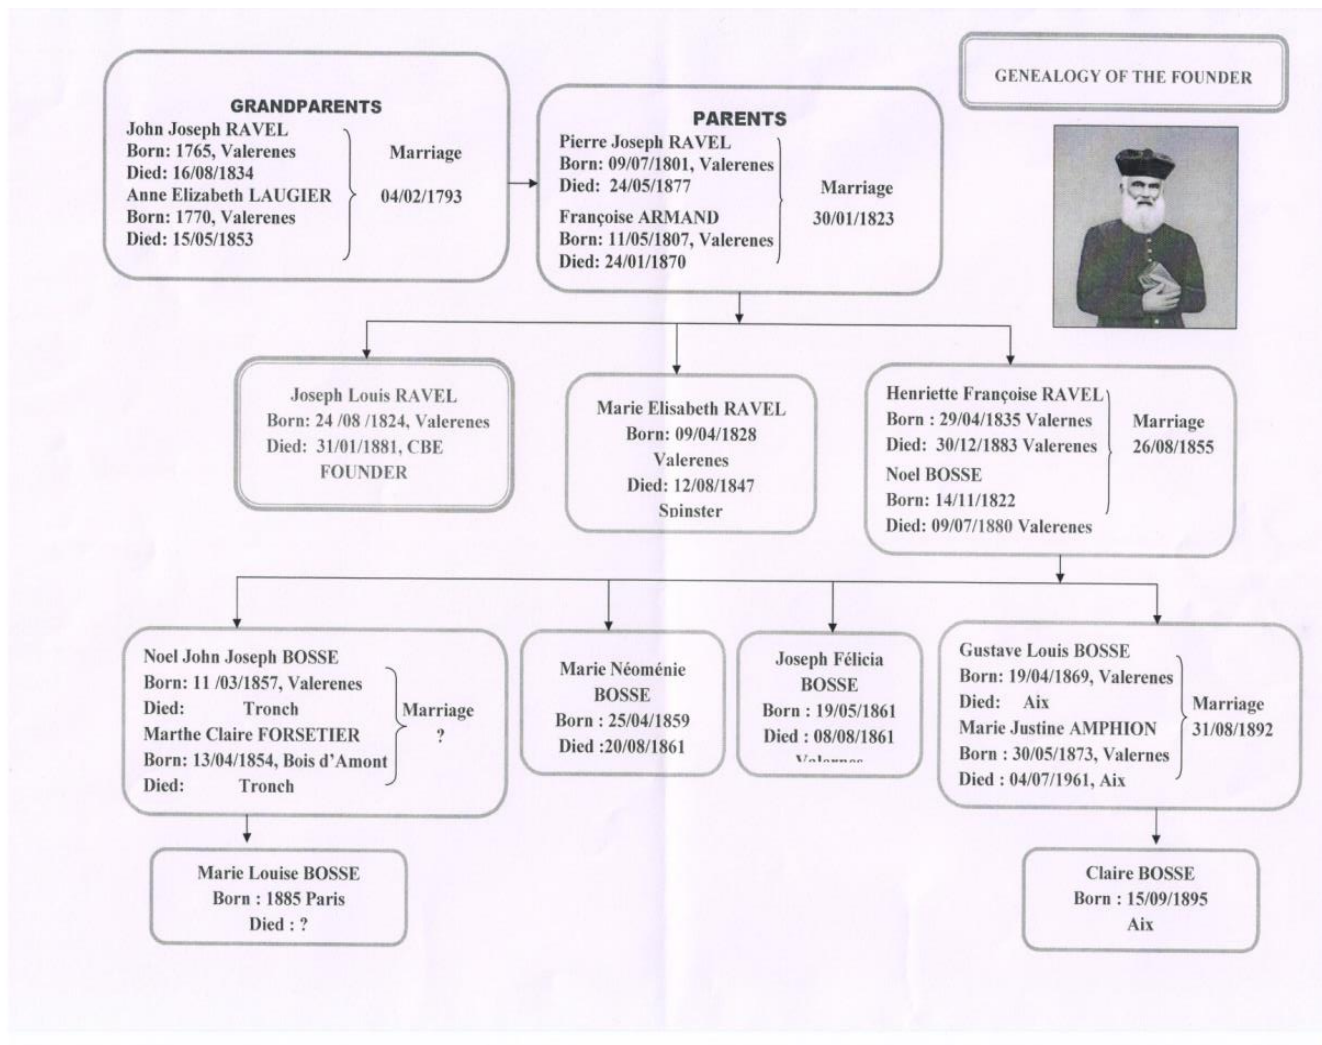 GENEALOGY OF THE FOUNDER
GRANDPARENTS
John Joseph RAVEL
Born: 1765, Valerenes
Died: 16/08/1834
Anne Elizabeth LAUGIER
Born: 1770, Valerenes
Died: 15/05/1853
Marriage
04/02/1793
PARENTS
Pierre Joseph RAVEL
Born: 09/07/1801, Valerenes
Died: 24/05/1877
Françoise ARMAND
Born: 11/05/1807, Valerenes
Died: 24/01/1870
Marriage
30/01/1823
Joseph Louis RAVEL
Born: 24 /08 /1824, Valerenes
Died: 31/01/1881, CBE
FOUNDER
Marie Elisabeth RAVEL
Born: 09/04/1828
Valerenes
Died: 12/08/1847
Spinster
Henriette Françoise RAVEL
Born : 29/04/1835 Valernes
Died: 30/12/1883 Valerenes
Noel BOSSE
Born: 14/11/1822
Died: 09/07/1880 Valerenes
Marriage
26/08/1855
Noel John Joseph BOSSE
Born: 11 /03/1857, Valerenes
Died: Tronch
Marthe Claire FORSETIER
Born: 13/04/1854, Bois d'Amont
Died: Tronch
Marriage
?
Marie Néoménie
BOSSE
Born : 25/04/1859
Died :20/08/1861
Joseph Félicia
BOSSE
Born : 19/05/1861
Died : 08/08/1861
Valernes
Gustave Louis BOSSE
Born: 19/04/1869, Valerenes
Died: Aix
Marie Justine AMPHION
Born : 30/05/1873, Valernes
Died : 04/07/1961, Aix
Marriage
31/08/1892
Marie Louise BOSSE
Born : 1885 Paris
Died : ?
Claire BOSSE
Born : 15/09/1895
Aix